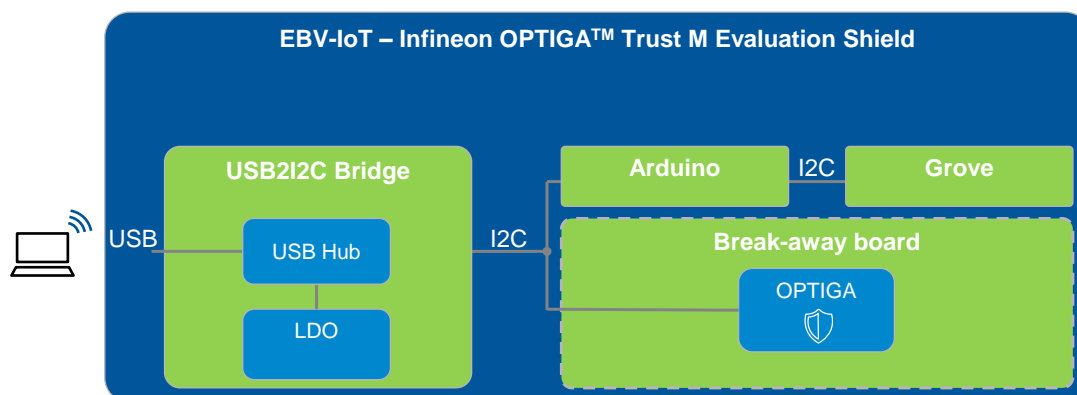 EBV-IoT – Infineon OPTIGA™ Trust M Evaluation Shield
USB2I2C Bridge
Arduino
I2C
Grove
USB
USB Hub
I2C
Break-away board
OPTIGA
LDO